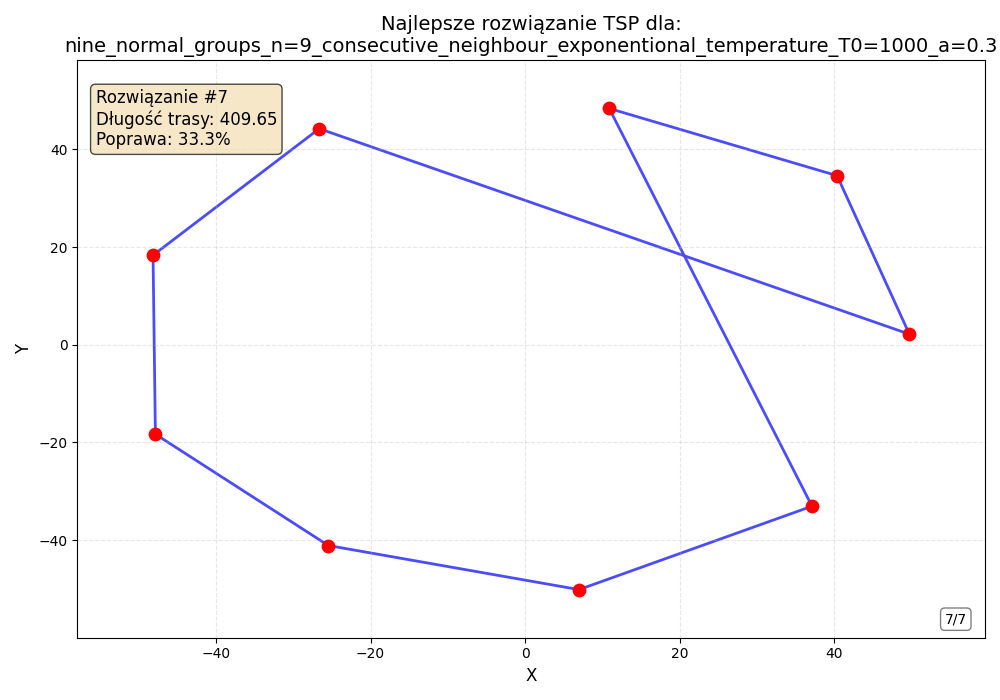 Najlepsze rozwiązanie TSP dla:
nine_normal_groups_n=9_consecutive_neighbour_exponentional_temperature_T0=1000_a=0.3
Rozwiązanie #7
Długość trasy: 409.65
Poprawa: 33.3%
40
20
0
−20
−40
Y
7/7
−40 −20 0 20 40
X